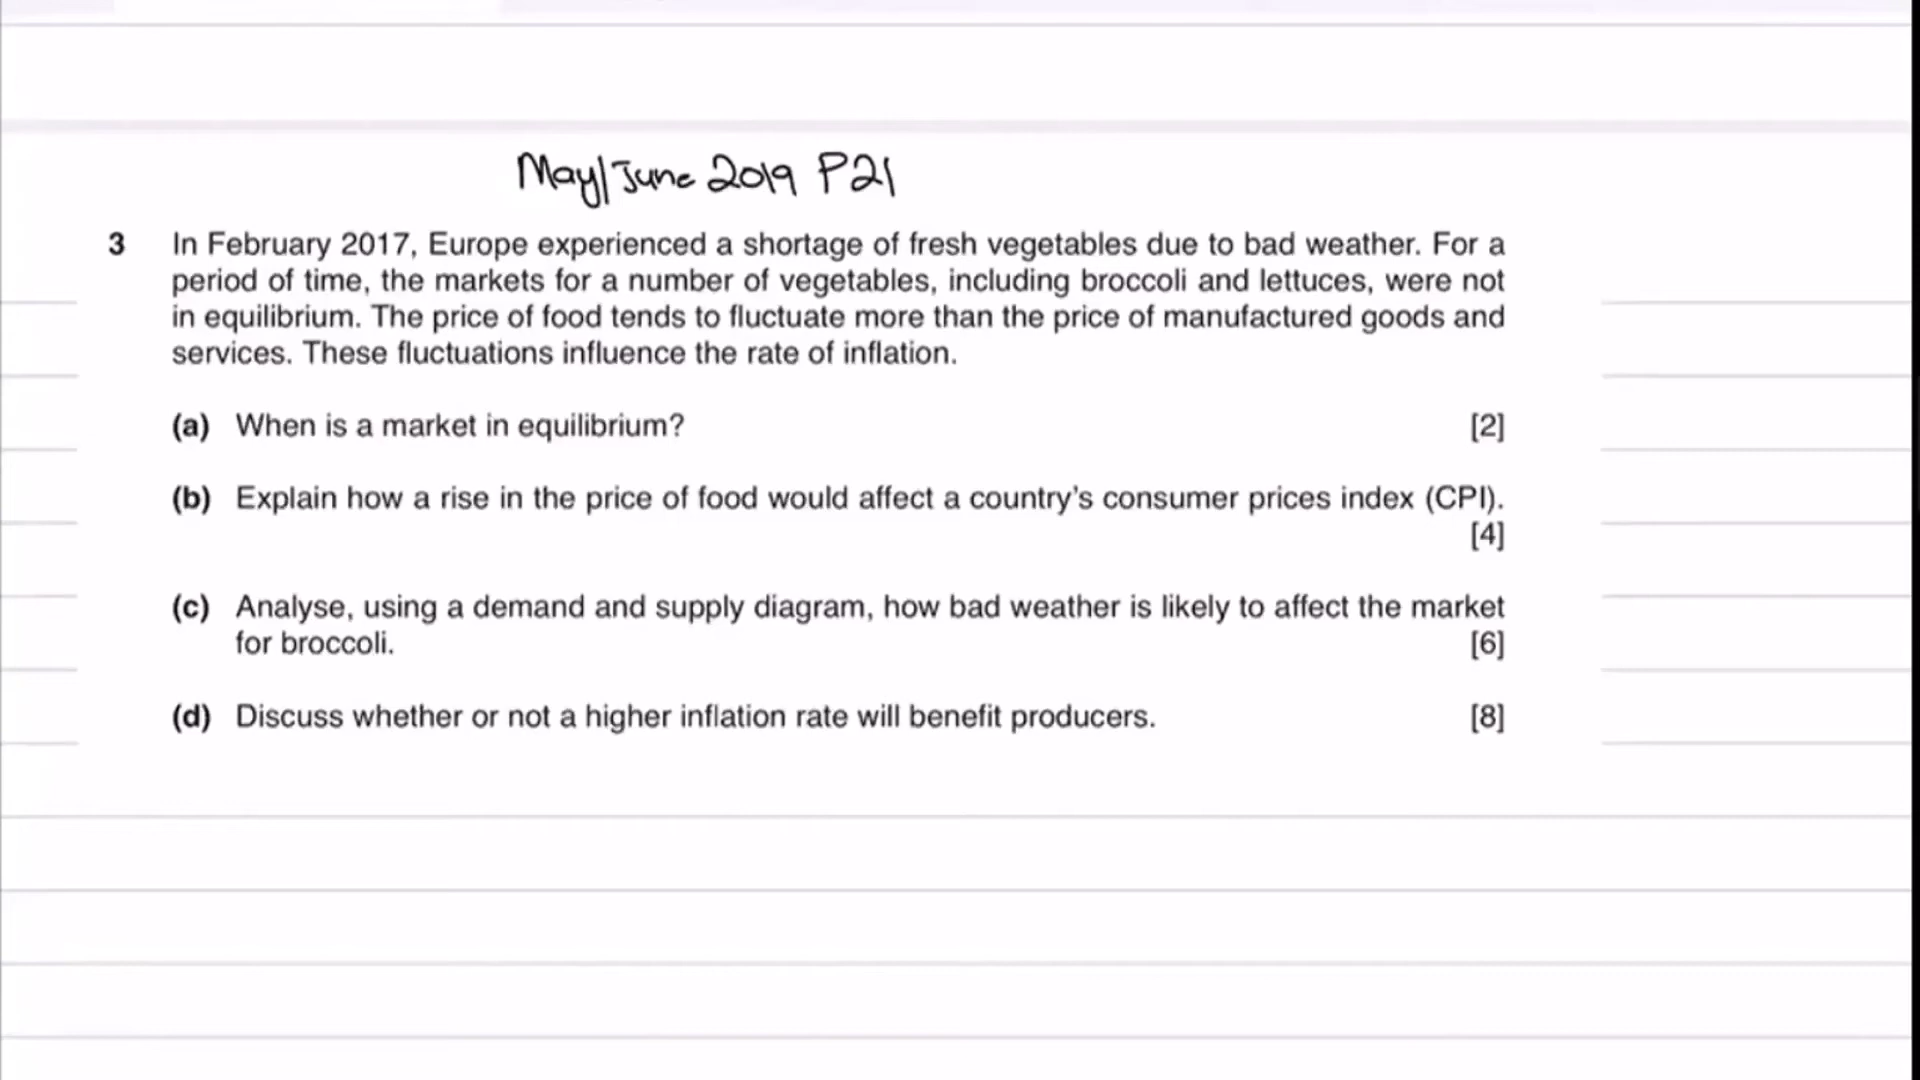 May/June 2019 P21
3 In February 2017, Europe experienced a shortage of fresh vegetables due to bad weather. For a
period of time, the markets for a number of vegetables, including broccoli and lettuces, were not
in equilibrium. The price of food tends to fluctuate more than the price of manufactured goods and
services. These fluctuations influence the rate of inflation.
(a) When is a market in equilibrium? [2]
(b) Explain how a rise in the price of food would affect a country's consumer prices index (CPI).
[4]
(c) Analyse, using a demand and supply diagram, how bad weather is likely to affect the market
for broccoli. [6]
(d) Discuss whether or not a higher inflation rate will benefit producers. [8]